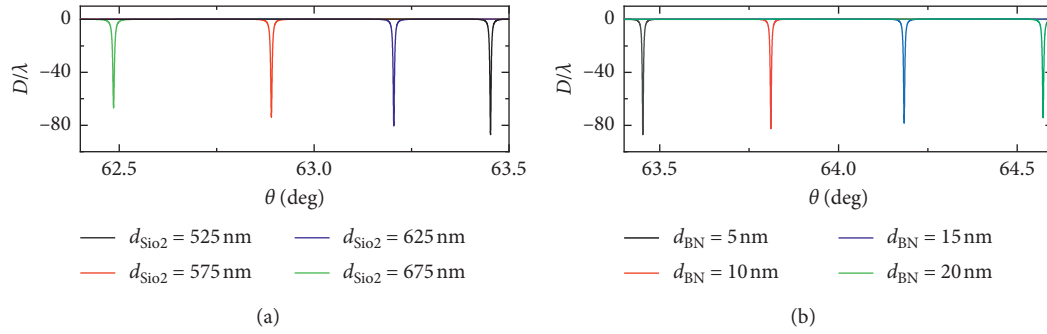 0
−40
−80
D/λ
62.5
63.0
63.5
θ (deg)
d_Sio2 = 525 nm
d_Sio2 = 625 nm
d_Sio2 = 575 nm
d_Sio2 = 675 nm
(a)
0
−40
−80
D/λ
63.5
64.0
64.5
θ (deg)
d_BN = 5 nm
d_BN = 15 nm
d_BN = 10 nm
d_BN = 20 nm
(b)